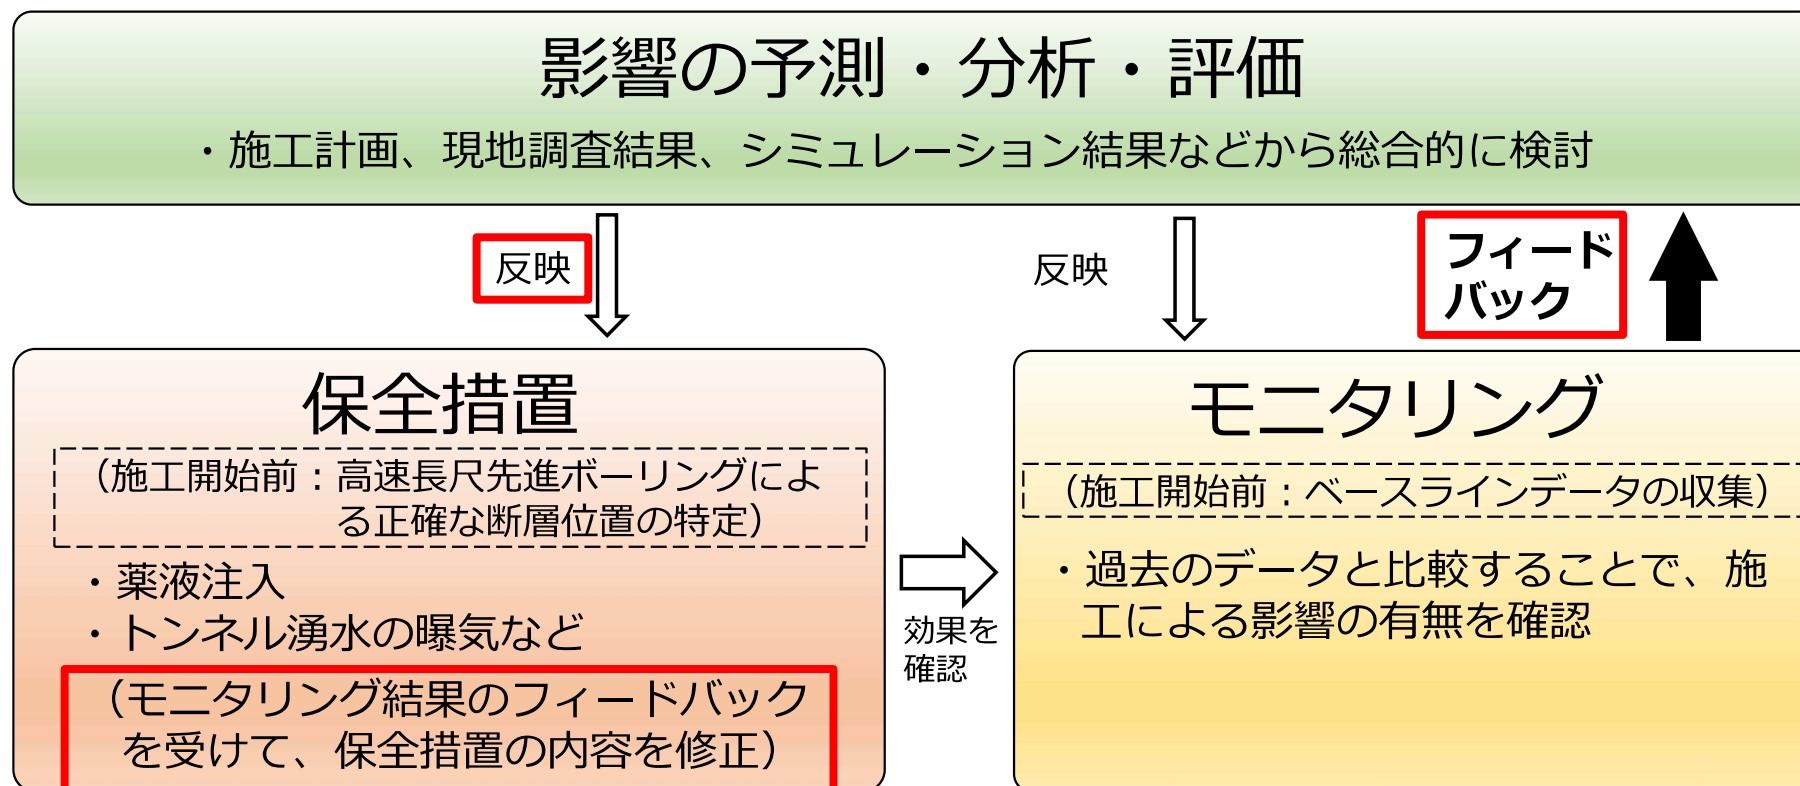 影響の予測・分析・評価
・施工計画、現地調査結果、シミュレーション結果などから総合的に検討
反映
反映
フィード
バック
保全措置
（施工開始前：高速長尺先進ボーリングによ
る正確な断層位置の特定）
・薬液注入
・トンネル湧水の曝気など
（モニタリング結果のフィードバック
を受けて、保全措置の内容を修正）
効果を
確認
モニタリング
（施工開始前：ベースラインデータの収集）
・過去のデータと比較することで、施
工による影響の有無を確認